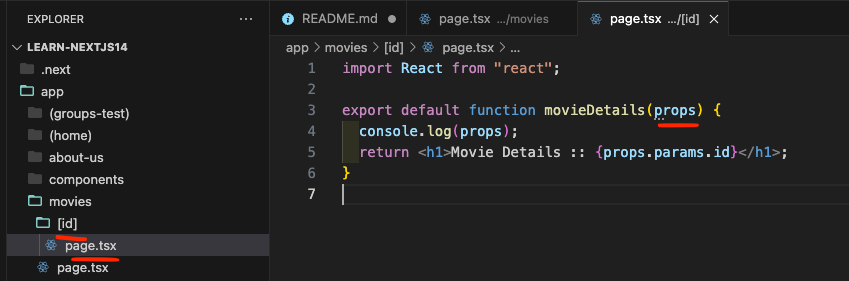 EXPLORER
LEARN-NEXTJS14
.next
app
(groups-test)
(home)
about-us
components
movies
[id]
page.tsx
page.tsx
README.md
page.tsx .../movies
page.tsx .../[id]
app > movies > [id] > page.tsx > ...
1 import React from "react";
2
3 export default function movieDetails(props) {
4 console.log(props);
5 return <h1>Movie Details :: {props.params.id}</h1>;
6 }
7